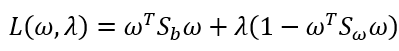 L(ω, λ) = ω^T S_b ω + λ(1 − ω^T S_ω ω)